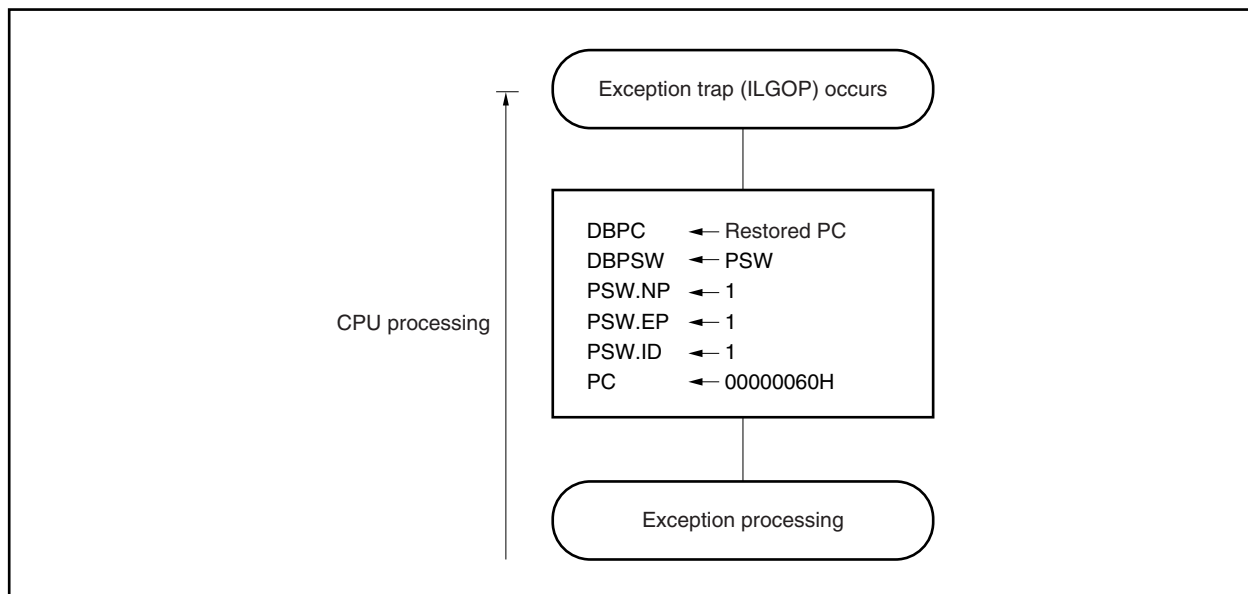 Exception trap (ILGOP) occurs
DBPC ← Restored PC
DBPSW ← PSW
PSW.NP ← 1
PSW.EP ← 1
PSW.ID ← 1
PC ← 00000060H
CPU processing
Exception processing